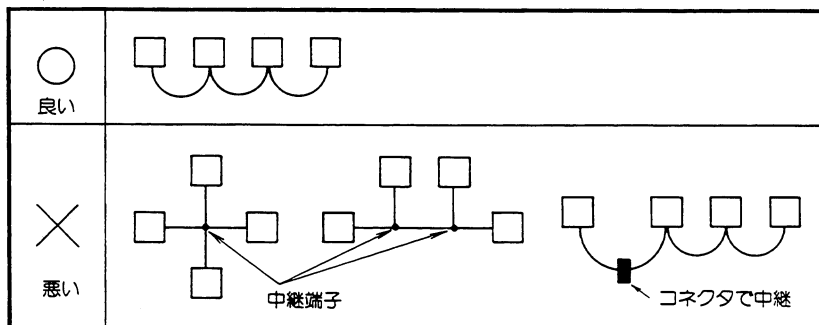 良い
悪い
中継端子
コネクタで中継